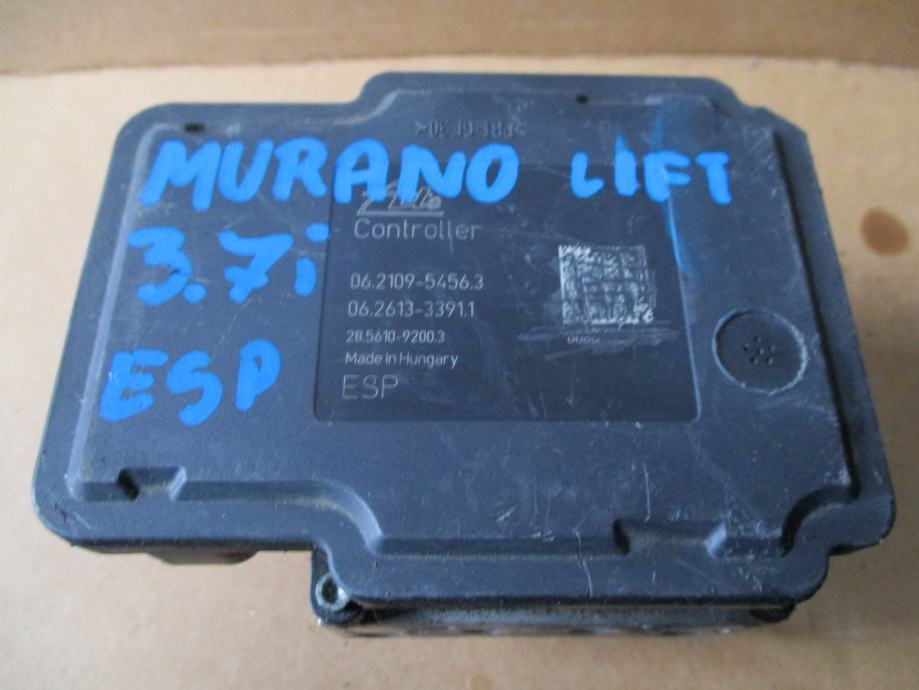 MURANO LIFT
3.7i
ESP
Controller
06.2109-5456.3
06.2613-3391.1
28.5610-9200.3
Made in Hungary
ESP